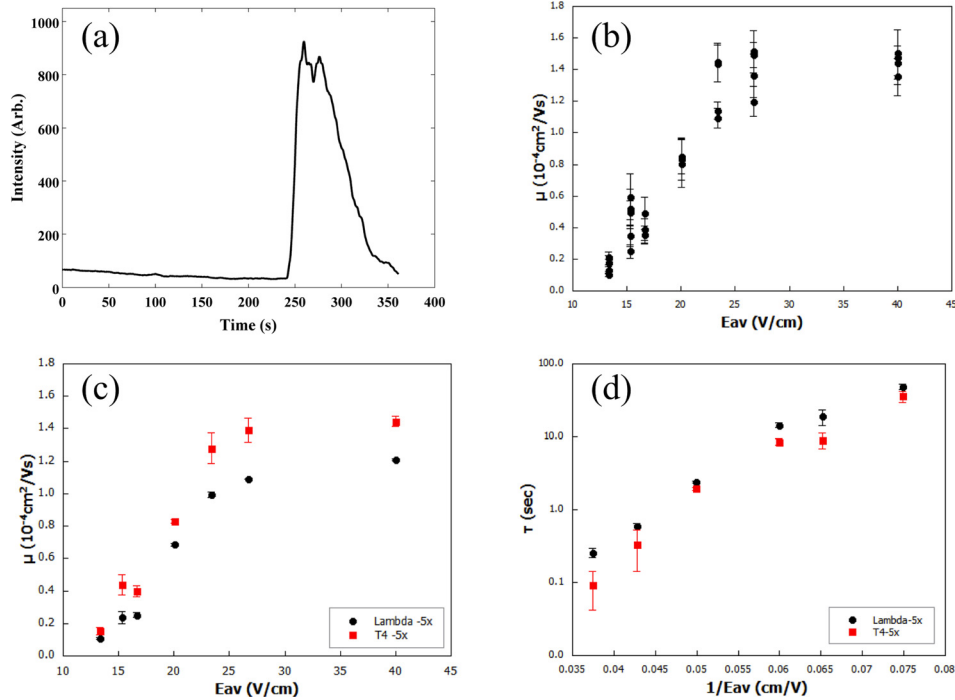 (a)
1000
800
600
400
200
0
Intensity (Arb.)
0 50 100 150 200 250 300 350 400
Time (s)
(b)
1.8
1.6
1.4
1.2
1.0
0.8
0.6
0.4
0.2
0.0
μ (10⁻⁴cm²/Vs)
10 15 20 25 30 35 40 45
Eav (V/cm)
(c)
1.8
1.6
1.4
1.2
1.0
0.8
0.6
0.4
0.2
0.0
μ (10⁻⁴cm²/Vs)
Lambda -5x
T4 -5x
10 15 20 25 30 35 40 45
Eav (V/cm)
(d)
100.0
10.0
1.0
0.1
0.0
τ (sec)
Lambda-5x
T4-5x
0.035 0.04 0.045 0.05 0.055 0.06 0.065 0.07 0.075 0.08
1/Eav (cm/V)